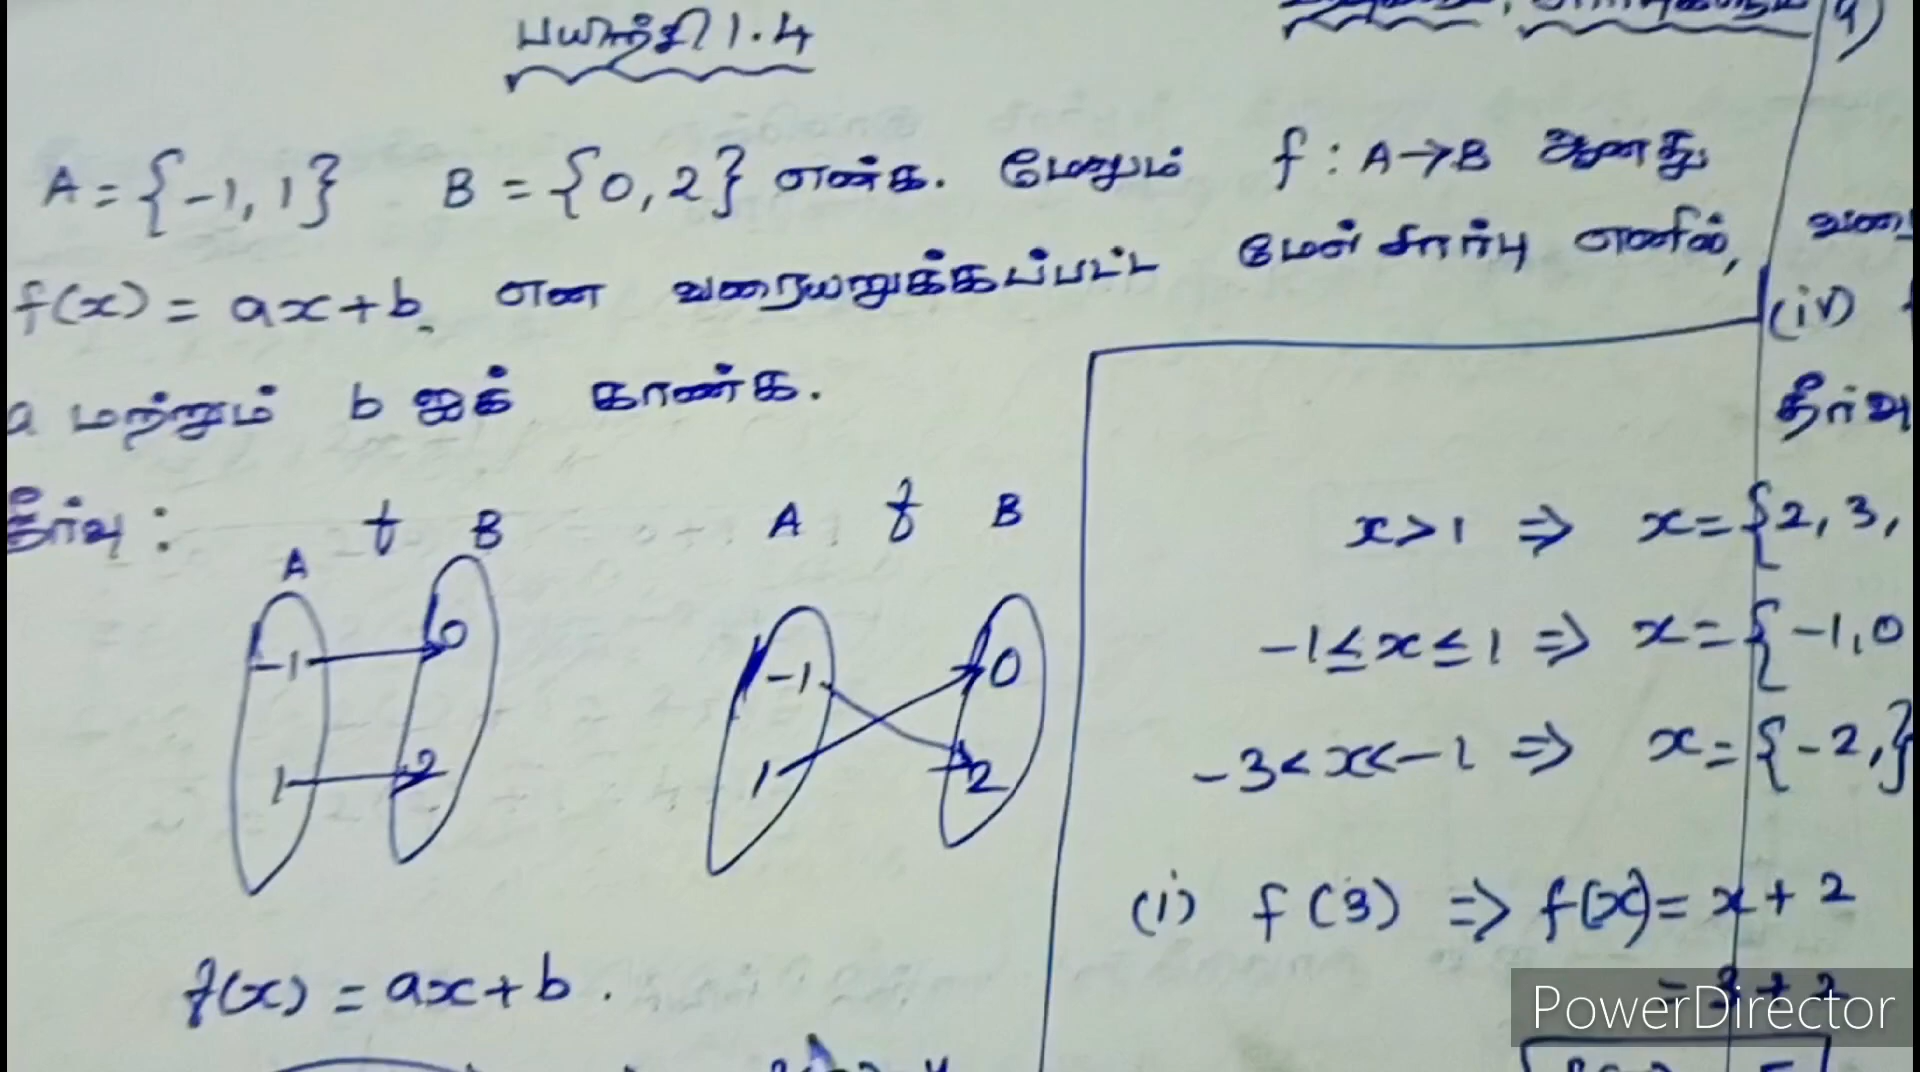 பயிற்சி 1.4
A = {-1, 1} B = {0, 2} என்க. மேலும் f : A→B ஆனது
f(x) = ax+b, என வரையறுக்கப்பட்ட மேல் சார்பு எனில்,
a மற்றும் b ஐக் காண்க.
தீர்வு :
A f B
-1 0
1 2
A f B
-1 0
1 2
f(x) = ax+b.
x>1 ⇒ x={2, 3,
-1≤x≤1 ⇒ x={-1,0
-3<x<-1 ⇒ x={-2,}
(i) f(3) ⇒ f(x)= x+2
= 3+2
(iv)
தீர்வு
PowerDirector